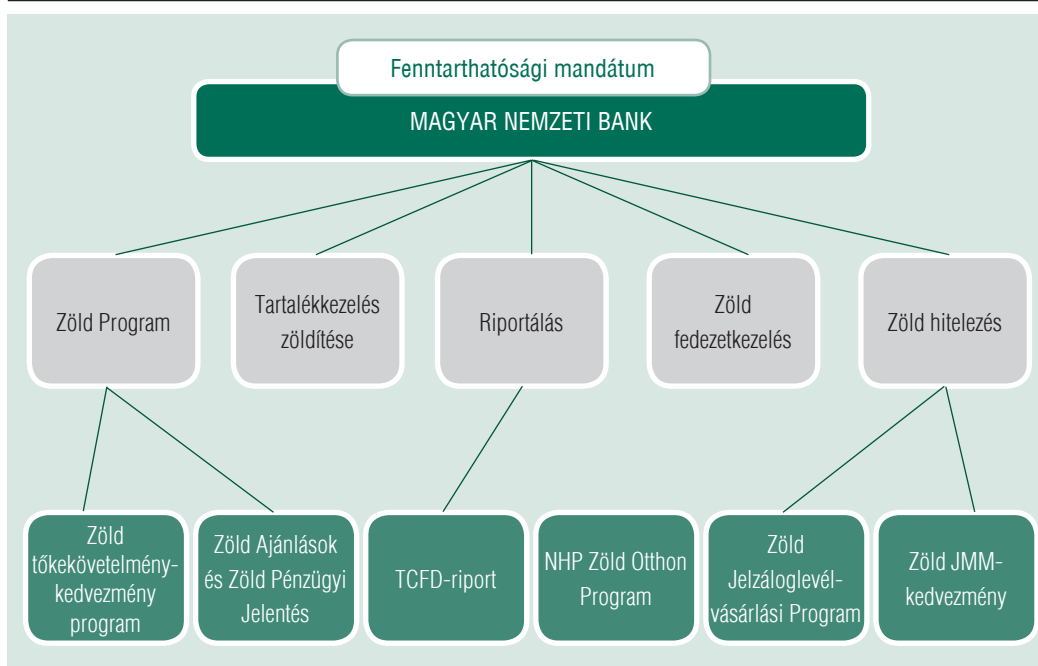 Fenntarthatósági mandátum
MAGYAR NEMZETI BANK
Zöld Program
Tartalékkezelés
zöldítése
Riportálás
Zöld
fedezetkezelés
Zöld hitelezés
Zöld
tőkekövetelmény-
kedvezmény
program
Zöld Ajánlások
és Zöld Pénzügyi
Jelentés
TCFD-riport
NHP Zöld Otthon
Program
Zöld
Jelzáloglevél-
vásárlási Program
Zöld JMM-
kedvezmény